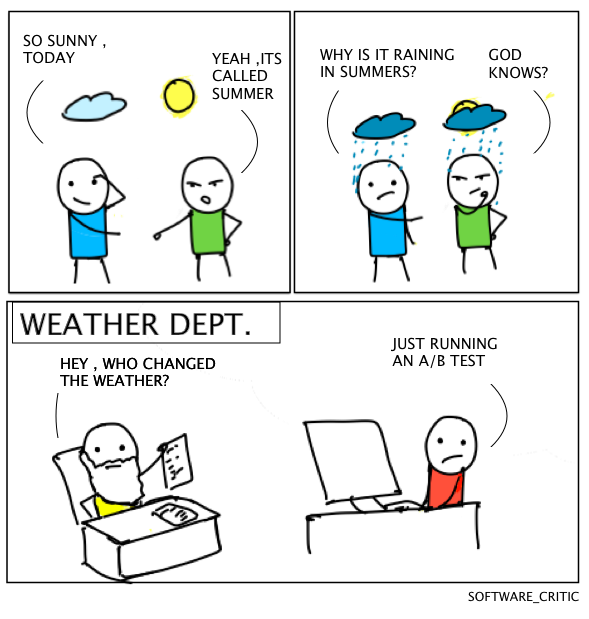 SO SUNNY ,
TODAY
YEAH ,ITS
CALLED
SUMMER
WHY IS IT RAINING
IN SUMMERS?
GOD
KNOWS?
WEATHER DEPT.
HEY , WHO CHANGED
THE WEATHER?
JUST RUNNING
AN A/B TEST
SOFTWARE_CRITIC